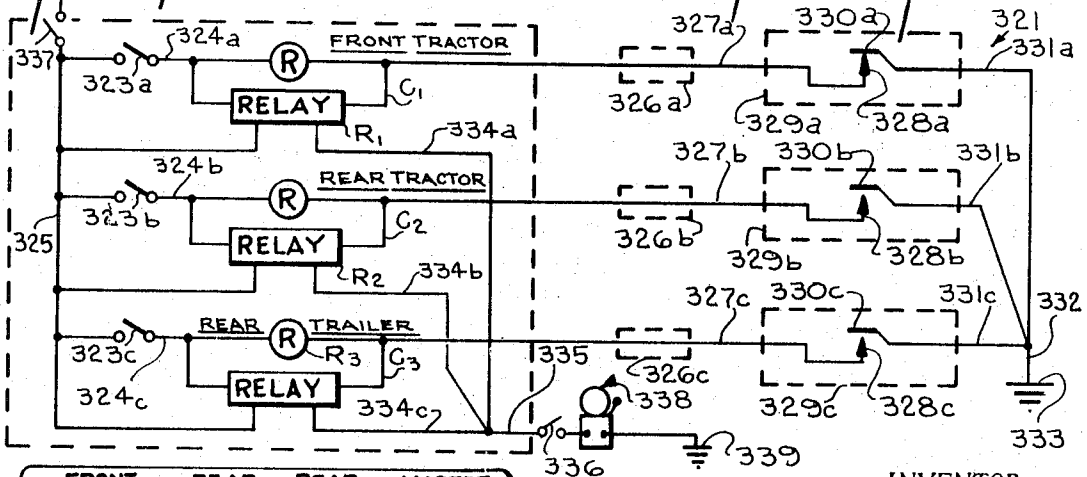 330a
321
327a
324a
FRONT TRACTOR
331a
337
323a
R
C1
326a
RELAY
R1
334a
329a
328a
330b
331b
327b
324b
REAR TRACTOR
R
323b
325
C2
326b
RELAY
R2
334b
329b
328b
330c
331c
327c
332
REAR
R
TRAILER
323c
R3
C3
335
326c
324c
RELAY
338
334c
329c
328c
333
336
339